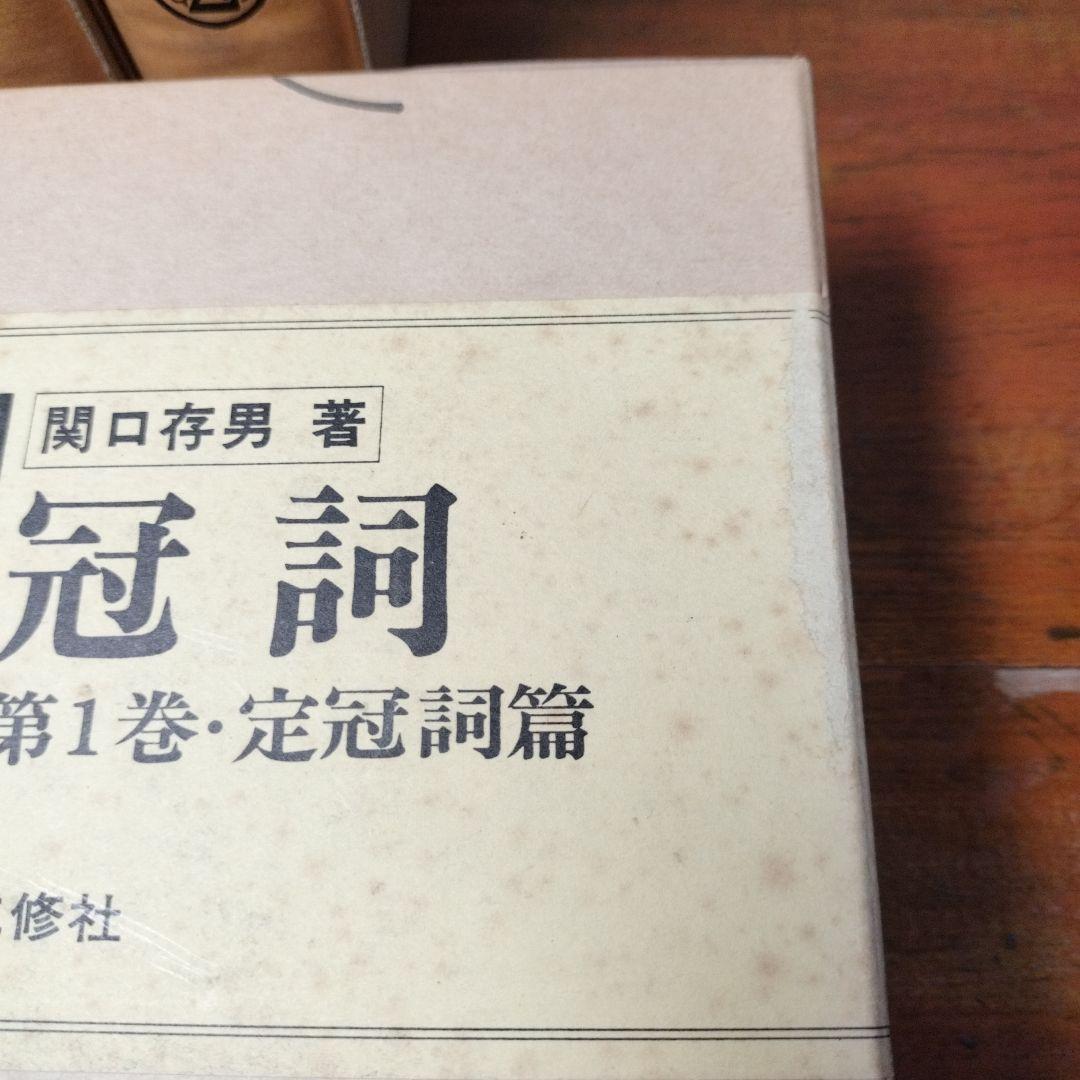 関口存男 著
冠詞
第1巻・定冠詞篇
修社